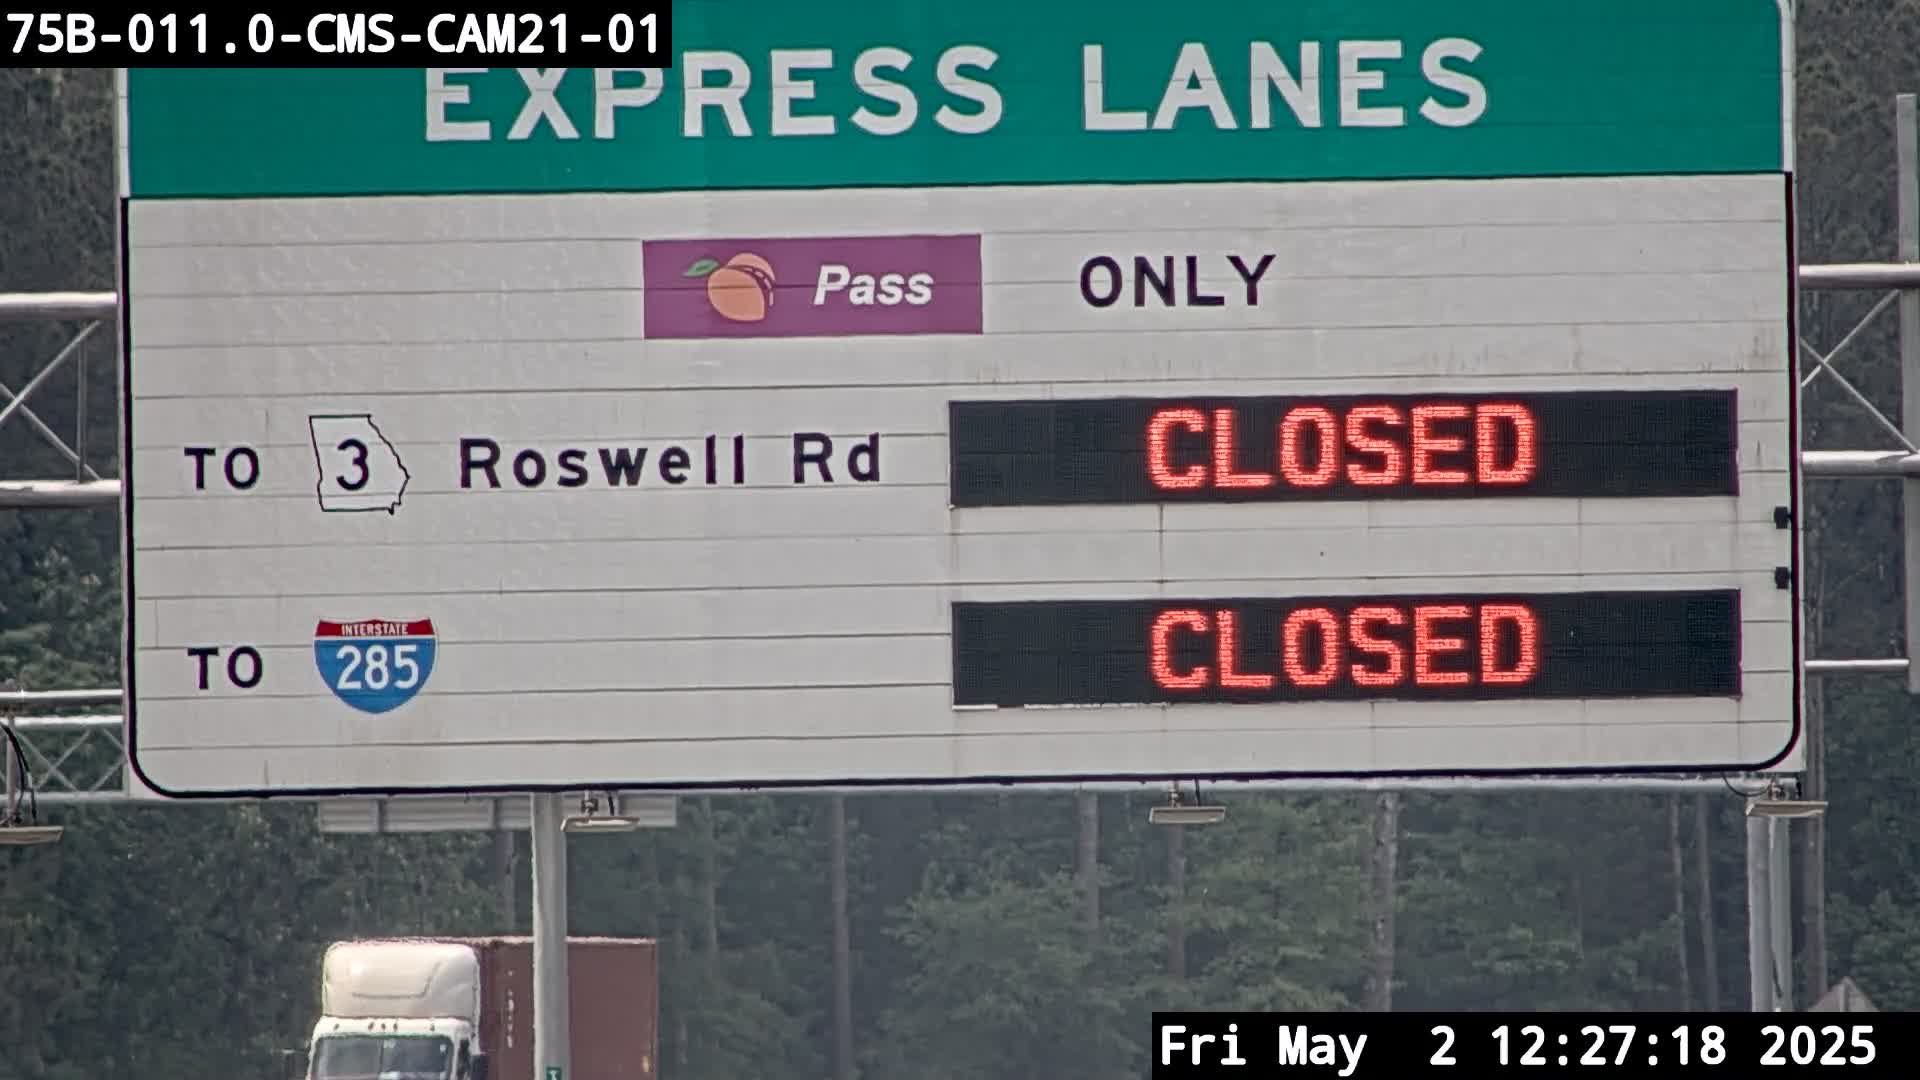 75B-011.0-CMS-CAM21-01
EXPRESS LANES
Pass ONLY
TO 3 Roswell Rd CLOSED
TO INTERSTATE 285 CLOSED
Fri May 2 12:27:18 2025